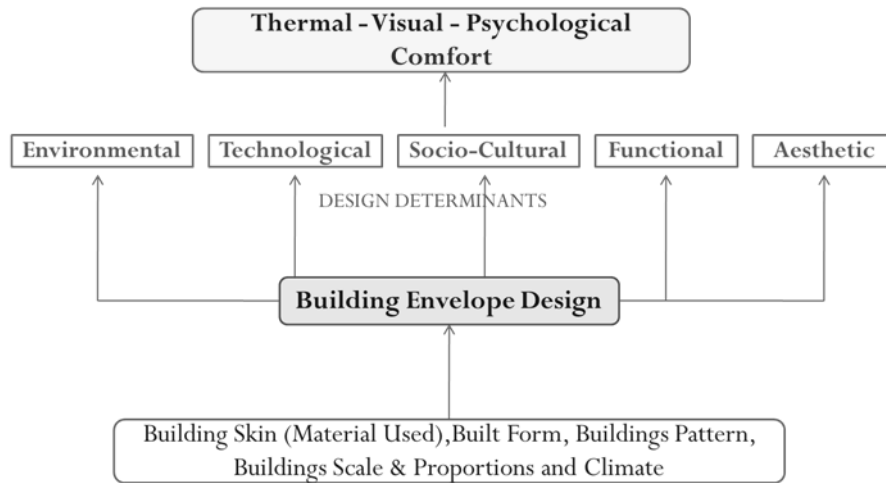 Thermal - Visual - Psychological
Comfort
Environmental
Technological
Socio-Cultural
Functional
Aesthetic
DESIGN DETERMINANTS
Building Envelope Design
Building Skin (Material Used),Built Form, Buildings Pattern,
Buildings Scale & Proportions and Climate